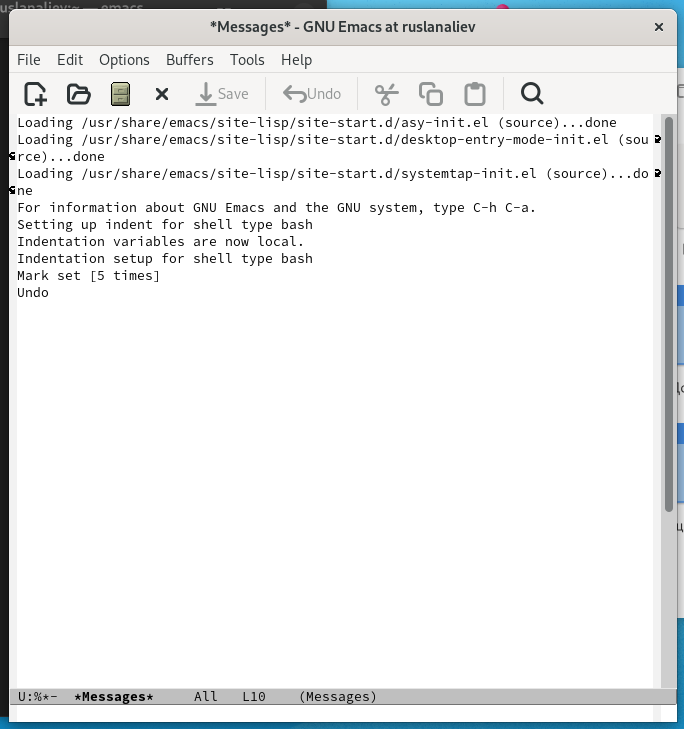 ruslanaliev:~ — emacs
*Messages* - GNU Emacs at ruslanaliev
File Edit Options Buffers Tools Help
Save Undo
Loading /usr/share/emacs/site-lisp/site-start.d/asy-init.el (source)...done
Loading /usr/share/emacs/site-lisp/site-start.d/desktop-entry-mode-init.el (sou
rce)...done
Loading /usr/share/emacs/site-lisp/site-start.d/systemtap-init.el (source)...do
ne
For information about GNU Emacs and the GNU system, type C-h C-a.
Setting up indent for shell type bash
Indentation variables are now local.
Indentation setup for shell type bash
Mark set [5 times]
Undo
U:%*-  *Messages*     All   L10    (Messages)